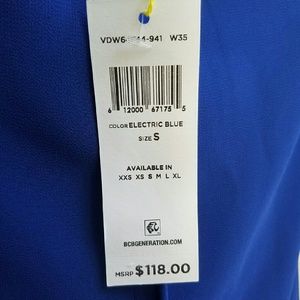 W35
6 12000 67175 5
COLOR ELECTRIC BLUE
SIZE S
AVAILABLE IN
XXS XS S M L XL
BCBGENERATION.COM
MSRP $118.00